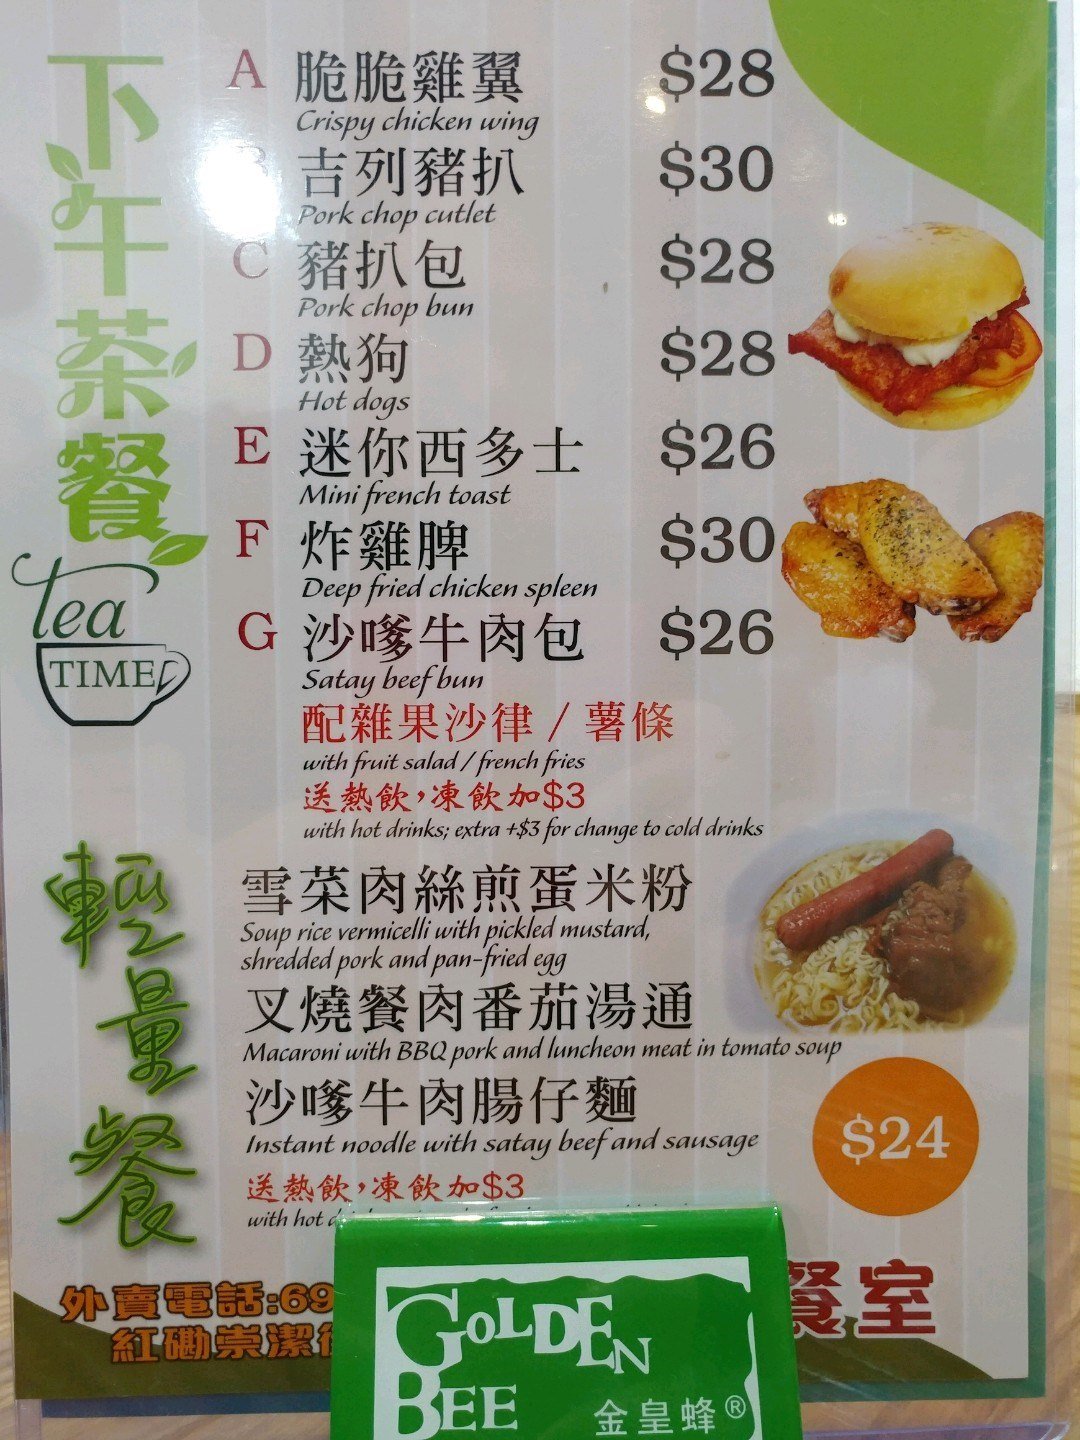 下午茶餐
tea
TIME
A 脆脆雞翼 $28
Crispy chicken wing
B 吉列豬扒 $30
Pork chop cutlet
C 豬扒包 $28
Pork chop bun
D 熱狗 $28
Hot dogs
E 迷你西多士 $26
Mini french toast
F 炸雞脾 $30
Deep fried chicken spleen
G 沙嗲牛肉包 $26
Satay beef bun
配雜果沙律 / 薯條
with fruit salad / french fries
送熱飲,凍飲加$3
with hot drinks; extra +$3 for change to cold drinks
輕量餐
雪菜肉絲煎蛋米粉
Soup rice vermicelli with pickled mustard,
shredded pork and pan-fried egg
叉燒餐肉番茄湯通
Macaroni with BBQ pork and luncheon meat in tomato soup
沙嗲牛肉腸仔麵
Instant noodle with satay beef and sausage
$24
送熱飲,凍飲加$3
with hot
外賣電話:69
紅磡崇潔
餐室
GOLDEN
BEE
金皇蜂®